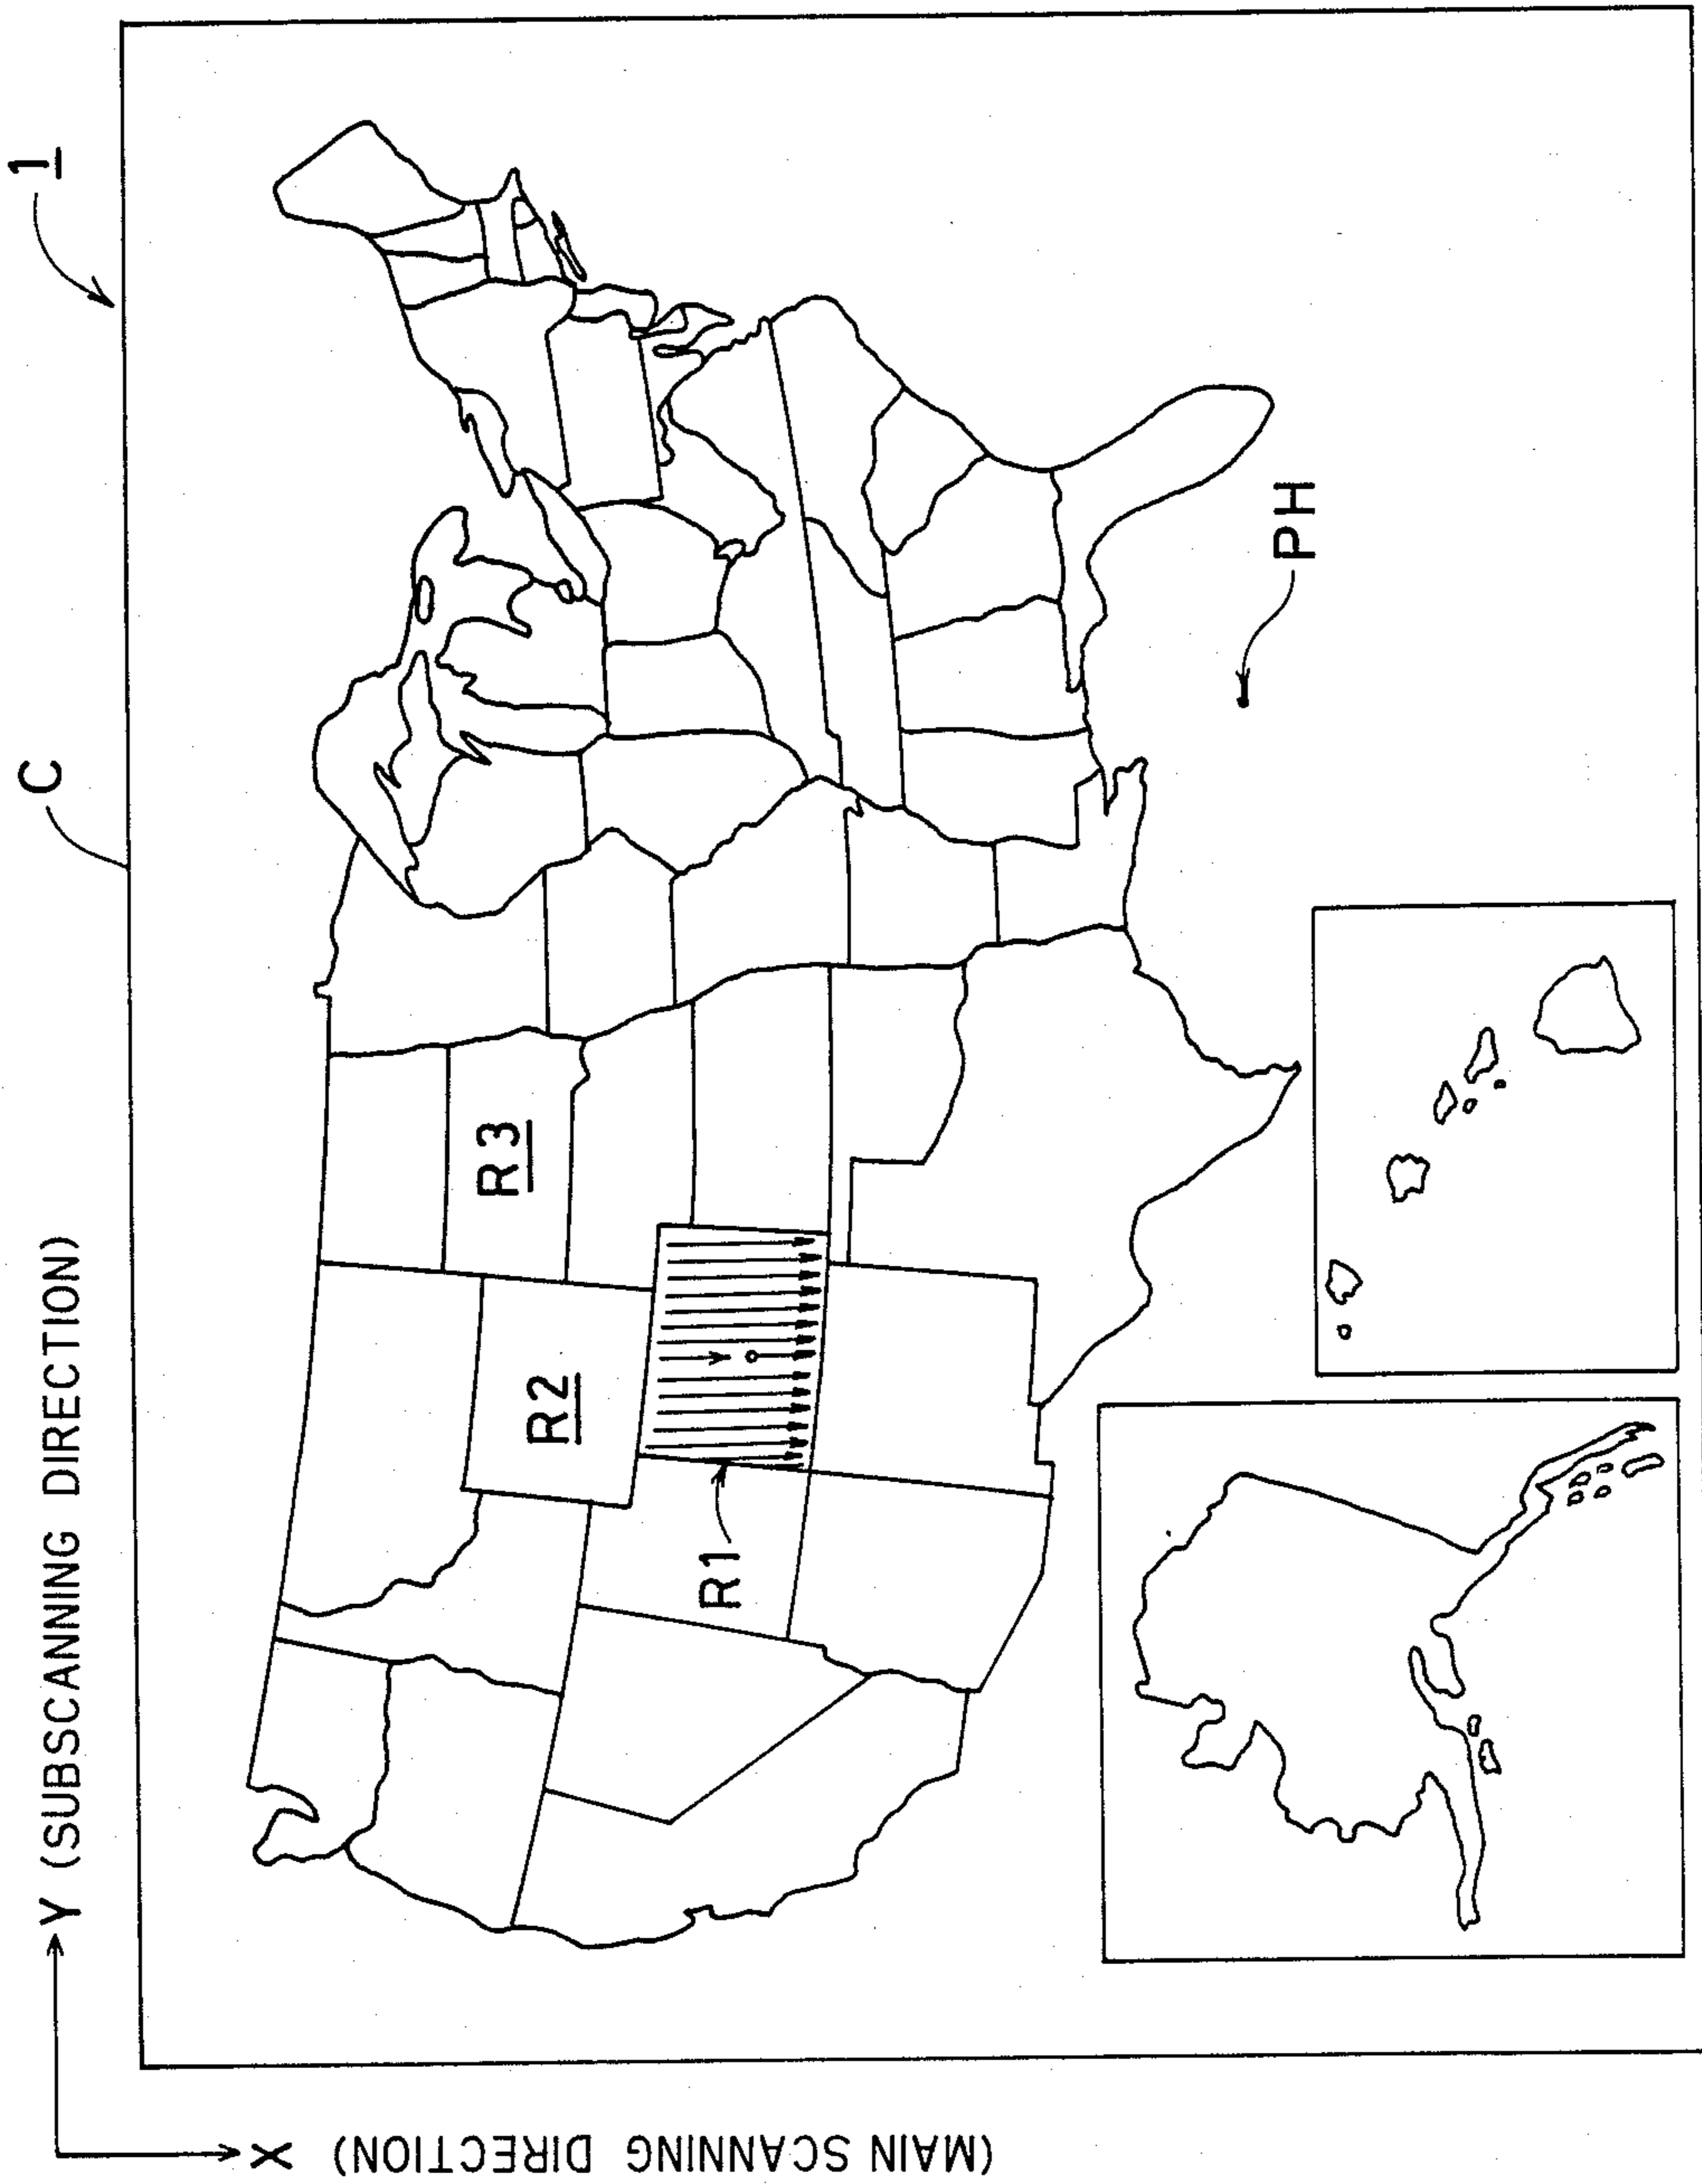 1
C
Y (SUBSCANNING DIRECTION)
X (MAIN SCANNING DIRECTION)
R3
R2
R1
PH